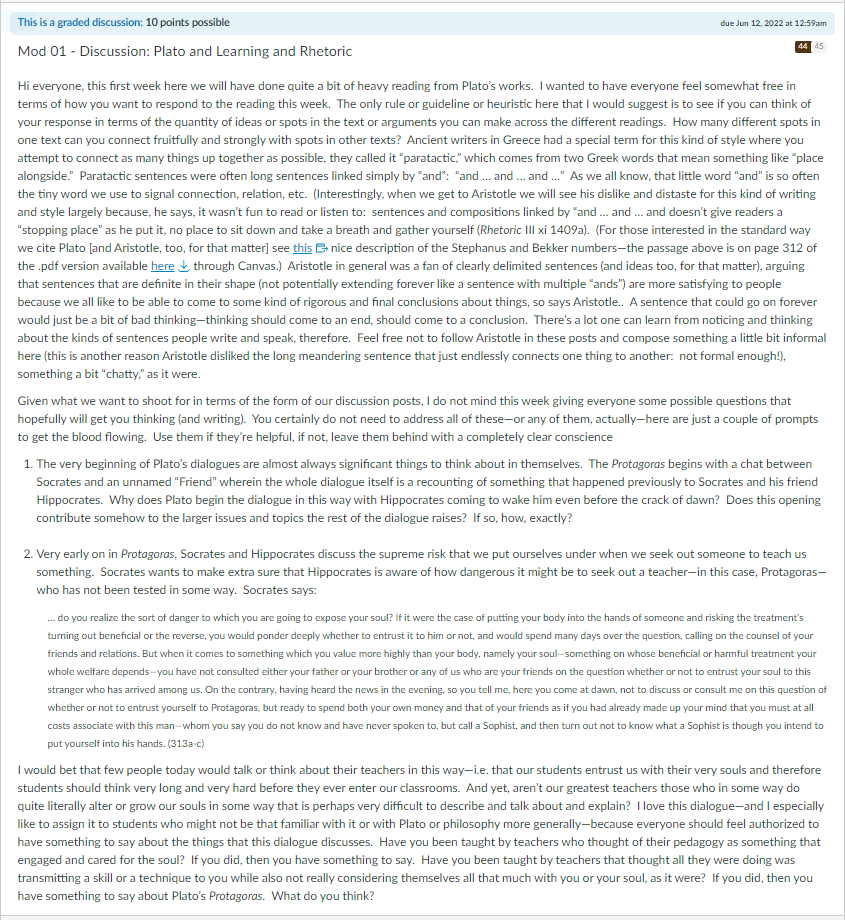 This is a graded discussion: 10 points possible
due Jun 12, 2022 at 12:59am
Mod 01 - Discussion: Plato and Learning and Rhetoric
44 45
Hi everyone, this first week here we will have done quite a bit of heavy reading from Plato's works. I wanted to have everyone feel somewhat free in
terms of how you want to respond to the reading this week. The only rule or guideline or heuristic here that I would suggest is to see if you can think of
your response in terms of the quantity of ideas or spots in the text or arguments you can make across the different readings. How many different spots in
one text can you connect fruitfully and strongly with spots in other texts? Ancient writers in Greece had a special term for this kind of style where you
attempt to connect as many things up together as possible, they called it "paratactic," which comes from two Greek words that mean something like "place
alongside." Paratactic sentences were often long sentences linked simply by "and": "and ... and ... and ..." As we all know, that little word "and" is so often
the tiny word we use to signal connection, relation, etc. (Interestingly, when we get to Aristotle we will see his dislike and distaste for this kind of writing
and style largely because, he says, it wasn't fun to read or listen to: sentences and compositions linked by "and ... and ... and doesn't give readers a
"stopping place" as he put it, no place to sit down and take a breath and gather yourself (Rhetoric III xi 1409a). (For those interested in the standard way
we cite Plato [and Aristotle, too, for that matter] see this nice description of the Stephanus and Bekker numbers—the passage above is on page 312 of
the .pdf version available here , through Canvas.) Aristotle in general was a fan of clearly delimited sentences (and ideas too, for that matter), arguing
that sentences that are definite in their shape (not potentially extending forever like a sentence with multiple "ands") are more satisfying to people
because we all like to be able to come to some kind of rigorous and final conclusions about things, so says Aristotle.. A sentence that could go on forever
would just be a bit of bad thinking—thinking should come to an end, should come to a conclusion. There's a lot one can learn from noticing and thinking
about the kinds of sentences people write and speak, therefore. Feel free not to follow Aristotle in these posts and compose something a little bit informal
here (this is another reason Aristotle disliked the long meandering sentence that just endlessly connects one thing to another: not formal enough!),
something a bit "chatty," as it were.
Given what we want to shoot for in terms of the form of our discussion posts, I do not mind this week giving everyone some possible questions that
hopefully will get you thinking (and writing). You certainly do not need to address all of these—or any of them, actually—here are just a couple of prompts
to get the blood flowing. Use them if they're helpful, if not, leave them behind with a completely clear conscience
1. The very beginning of Plato's dialogues are almost always significant things to think about in themselves. The Protagoras begins with a chat between
Socrates and an unnamed "Friend" wherein the whole dialogue itself is a recounting of something that happened previously to Socrates and his friend
Hippocrates. Why does Plato begin the dialogue in this way with Hippocrates coming to wake him even before the crack of dawn? Does this opening
contribute somehow to the larger issues and topics the rest of the dialogue raises? If so, how, exactly?
2. Very early on in Protagoras, Socrates and Hippocrates discuss the supreme risk that we put ourselves under when we seek out someone to teach us
something. Socrates wants to make extra sure that Hippocrates is aware of how dangerous it might be to seek out a teacher—in this case, Protagoras—
who has not been tested in some way. Socrates says:
... do you realize the sort of danger to which you are going to expose your soul? If it were the case of putting your body into the hands of someone and risking the treatment's
turning out beneficial or the reverse, you would ponder deeply whether to entrust it to him or not, and would spend many days over the question, calling on the counsel of your
friends and relations. But when it comes to something which you value more highly than your body, namely your soul—something on whose beneficial or harmful treatment your
whole welfare depends—you have not consulted either your father or your brother or any of us who are your friends on the question whether or not to entrust your soul to this
stranger who has arrived among us. On the contrary, having heard the news in the evening, so you tell me, here you come at dawn, not to discuss or consult me on this question of
whether or not to entrust yourself to Protagoras, but ready to spend both your own money and that of your friends as if you had already made up your mind that you must at all
costs associate with this man—whom you say you do not know and have never spoken to, but call a Sophist, and then turn out not to know what a Sophist is though you intend to
put yourself into his hands. (313a-c)
I would bet that few people today would talk or think about their teachers in this way—i.e. that our students entrust us with their very souls and therefore
students should think very long and very hard before they ever enter our classrooms. And yet, aren't our greatest teachers those who in some way do
quite literally alter or grow our souls in some way that is perhaps very difficult to describe and talk about and explain? I love this dialogue—and I especially
like to assign it to students who might not be that familiar with it or with Plato or philosophy more generally—because everyone should feel authorized to
have something to say about the things that this dialogue discusses. Have you been taught by teachers who thought of their pedagogy as something that
engaged and cared for the soul? If you did, then you have something to say. Have you been taught by teachers that thought all they were doing was
transmitting a skill or a technique to you while also not really considering themselves all that much with you or your soul, as it were? If you did, then you
have something to say about Plato's Protagoras. What do you think?